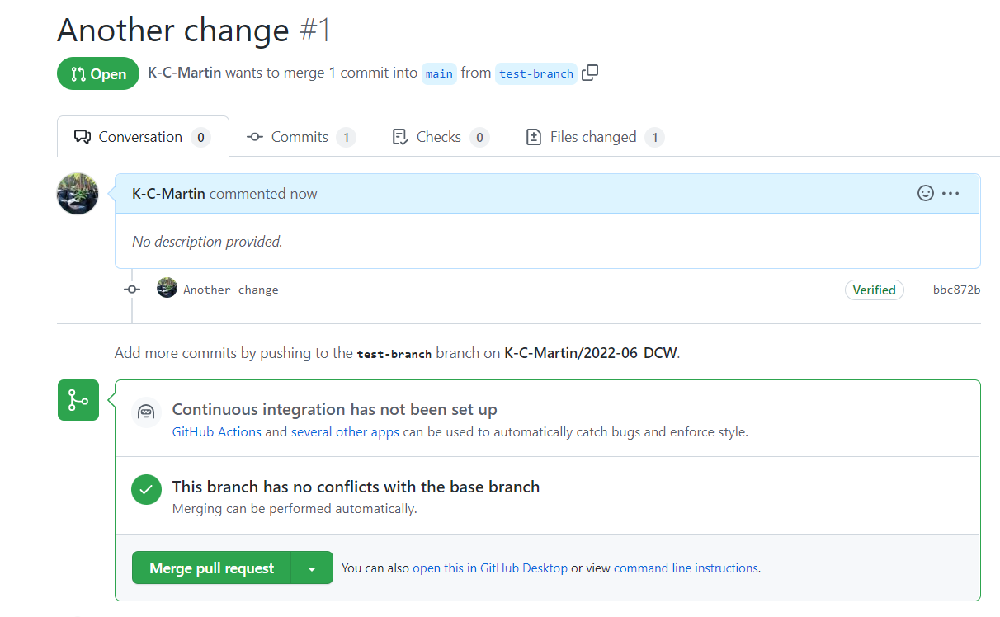 Another change #1
Open K-C-Martin wants to merge 1 commit into main from test-branch
Conversation 0 Commits 1 Checks 0 Files changed 1
K-C-Martin commented now
No description provided.
Another change Verified bbc872b
Add more commits by pushing to the test-branch branch on K-C-Martin/2022-06_DCW.
Continuous integration has not been set up
GitHub Actions and several other apps can be used to automatically catch bugs and enforce style.
This branch has no conflicts with the base branch
Merging can be performed automatically.
Merge pull request You can also open this in GitHub Desktop or view command line instructions.